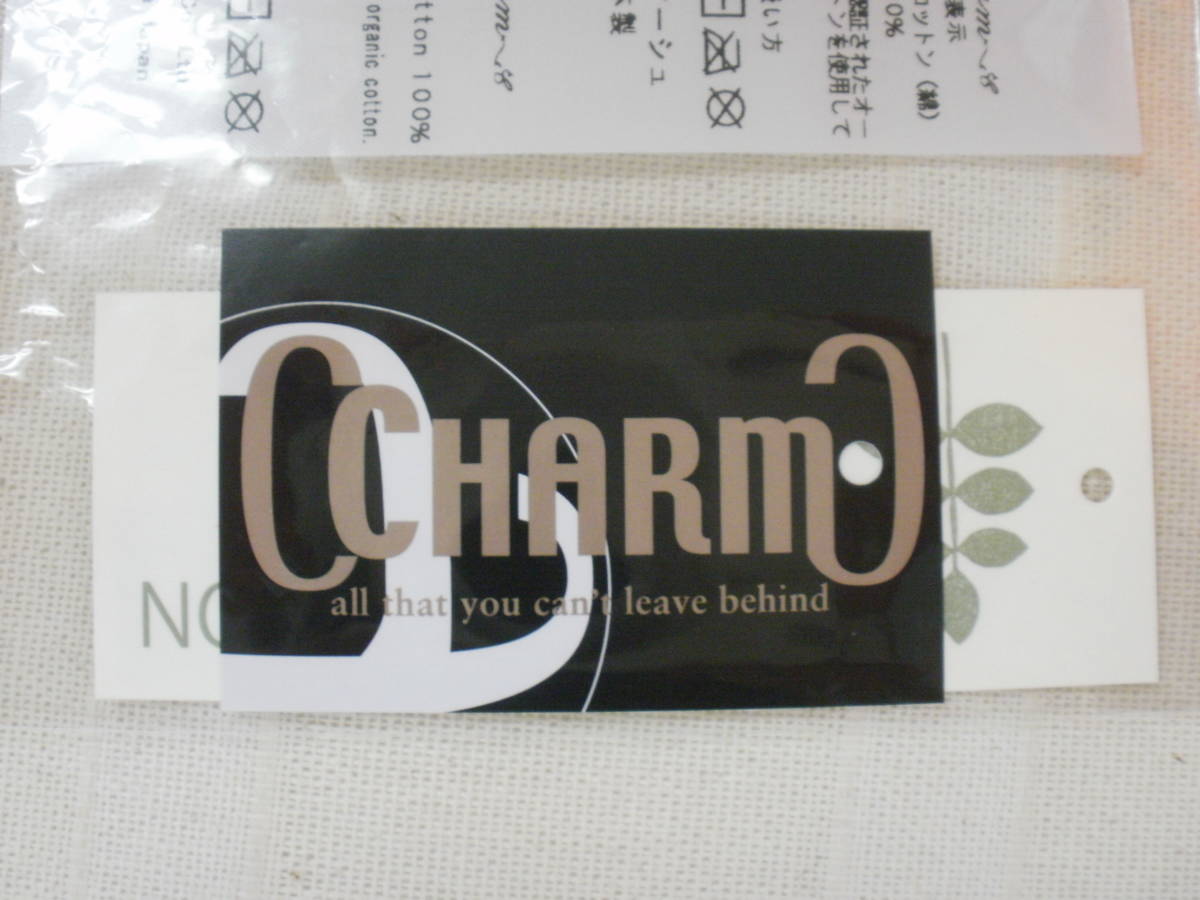 m~
表示
コットン (綿)
0%
認証されたオー
ンを使用して
い方
ージュ
製
m~
tton 100%
organic cotton.
Ltd
CHARM
all that you can't leave behind
NO